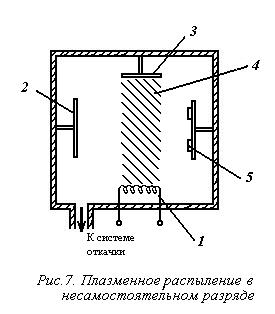 3
2
4
5
1
К системе
откачки
Рис.7. Плазменное распыление в
несамостоятельном разряде